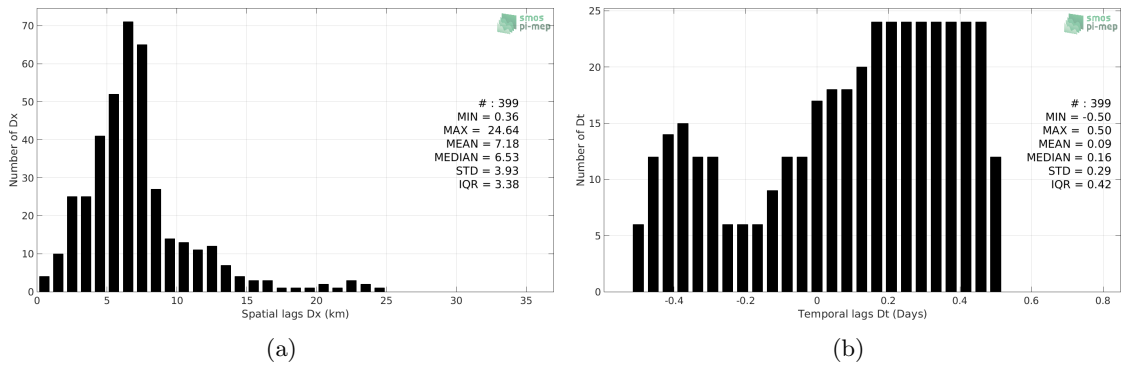 smos
pi-mep
70
60
50
40
30
20
10
0
Number of Dx
# : 399
MIN = 0.36
MAX = 24.64
MEAN = 7.18
MEDIAN = 6.53
STD = 3.93
IQR = 3.38
0 5 10 15 20 25 30 35
Spatial lags Dx (km)
(a)
smos
pi-mep
25
20
15
10
5
0
Number of Dt
# : 399
MIN = -0.50
MAX = 0.50
MEAN = 0.09
MEDIAN = 0.16
STD = 0.29
IQR = 0.42
-0.4 -0.2 0 0.2 0.4 0.6 0.8
Temporal lags Dt (Days)
(b)